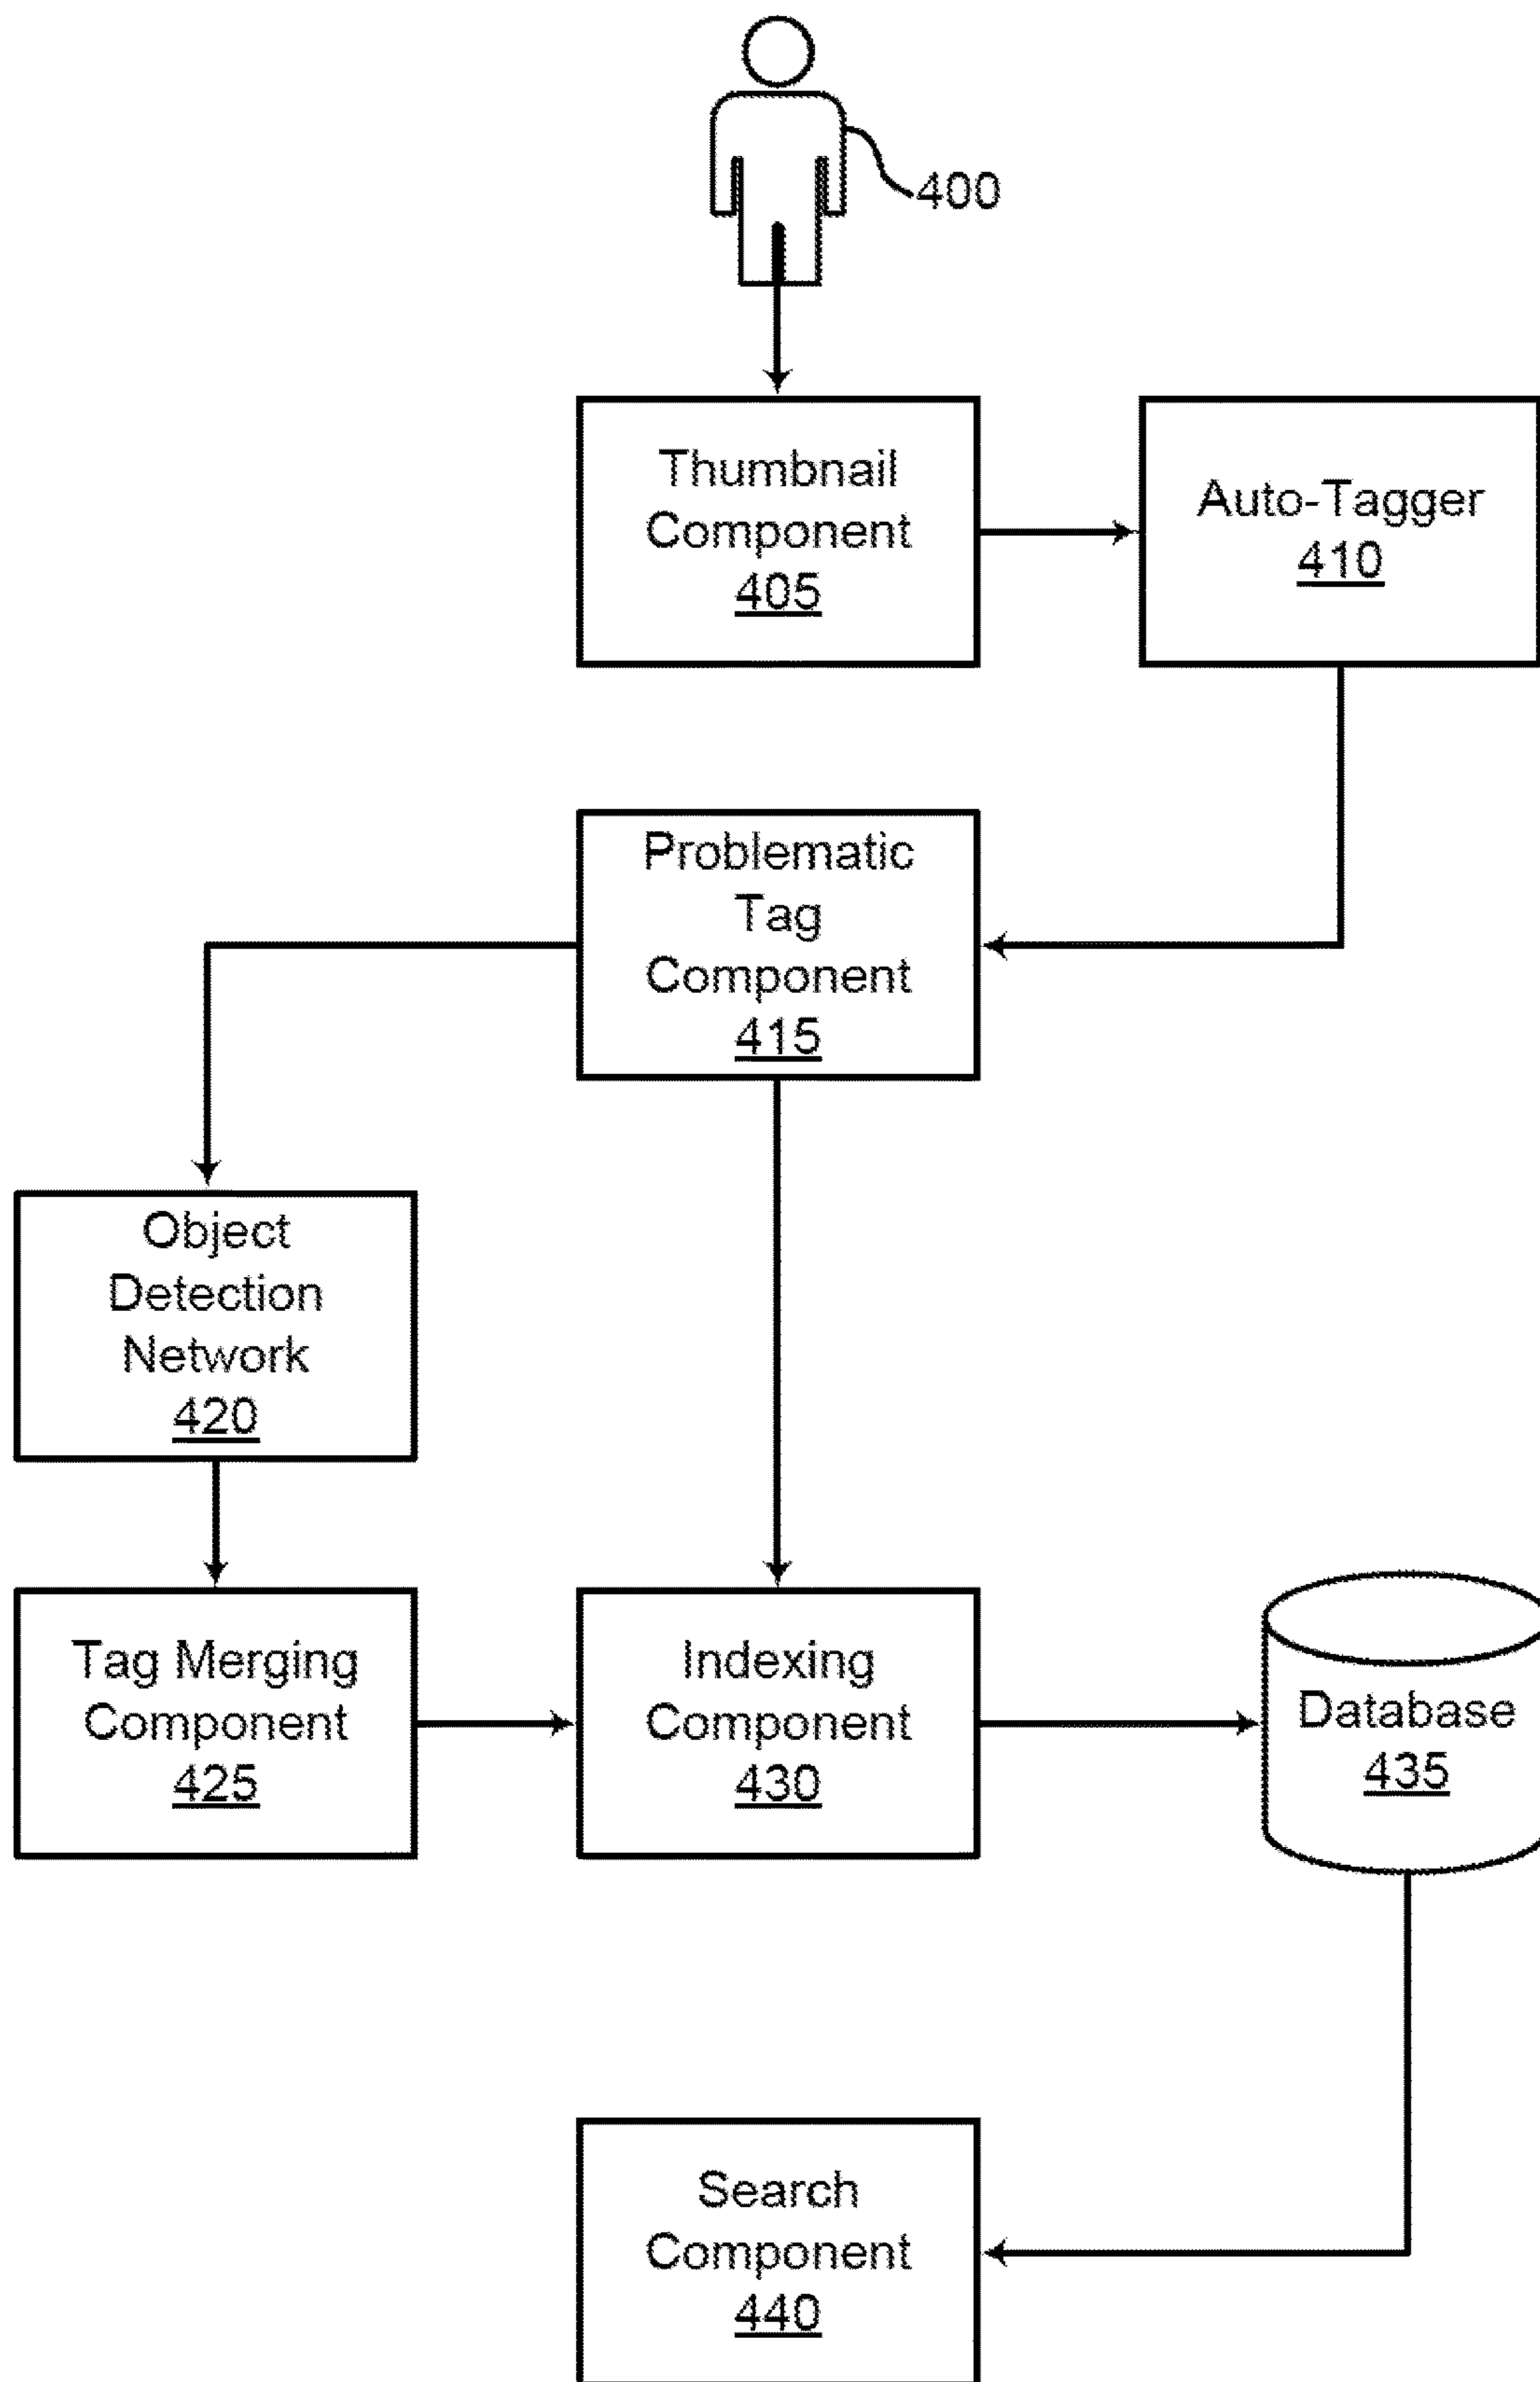 400
Thumbnail
Component
405
Auto-Tagger
410
Problematic
Tag
Component
415
Object
Detection
Network
420
Tag Merging
Component
425
Indexing
Component
430
Database
435
Search
Component
440